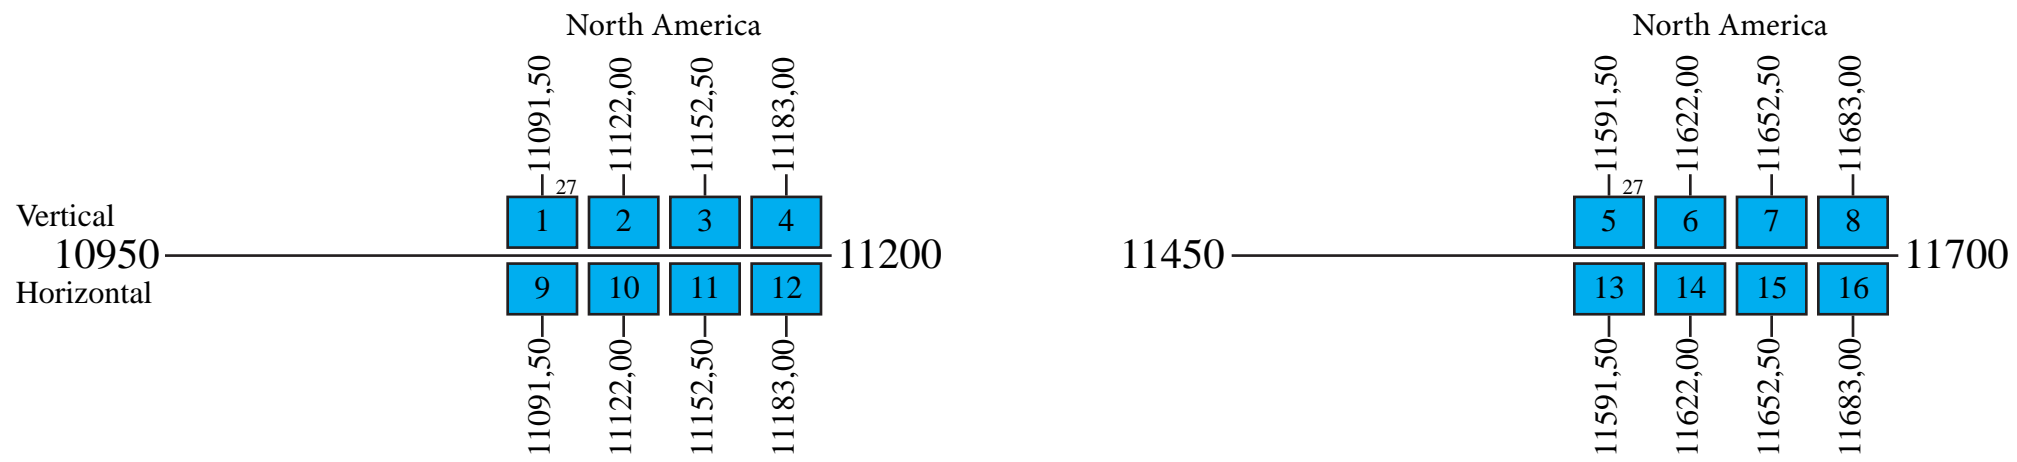 North America
North America
11091,50 11122,00 11152,50 11183,00
11591,50 11622,00 11652,50 11683,00
27
27
Vertical
1 2 3 4
5 6 7 8
10950 11200
11450 11700
Horizontal
9 10 11 12
13 14 15 16
11091,50 11122,00 11152,50 11183,00
11591,50 11622,00 11652,50 11683,00